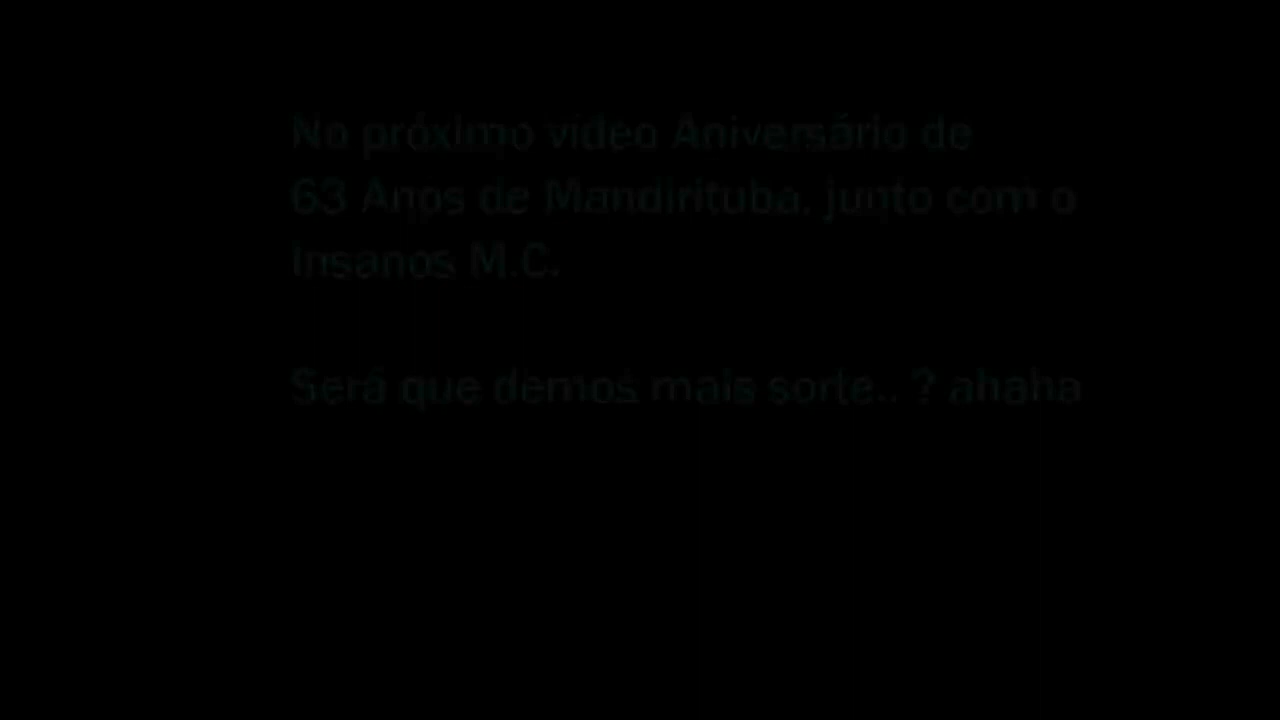 No próximo vídeo Aniversário de
63 Anos de Mandirituba, junto com o
Insanos M.C.
Será que demos mais sorte.. ? ahaha